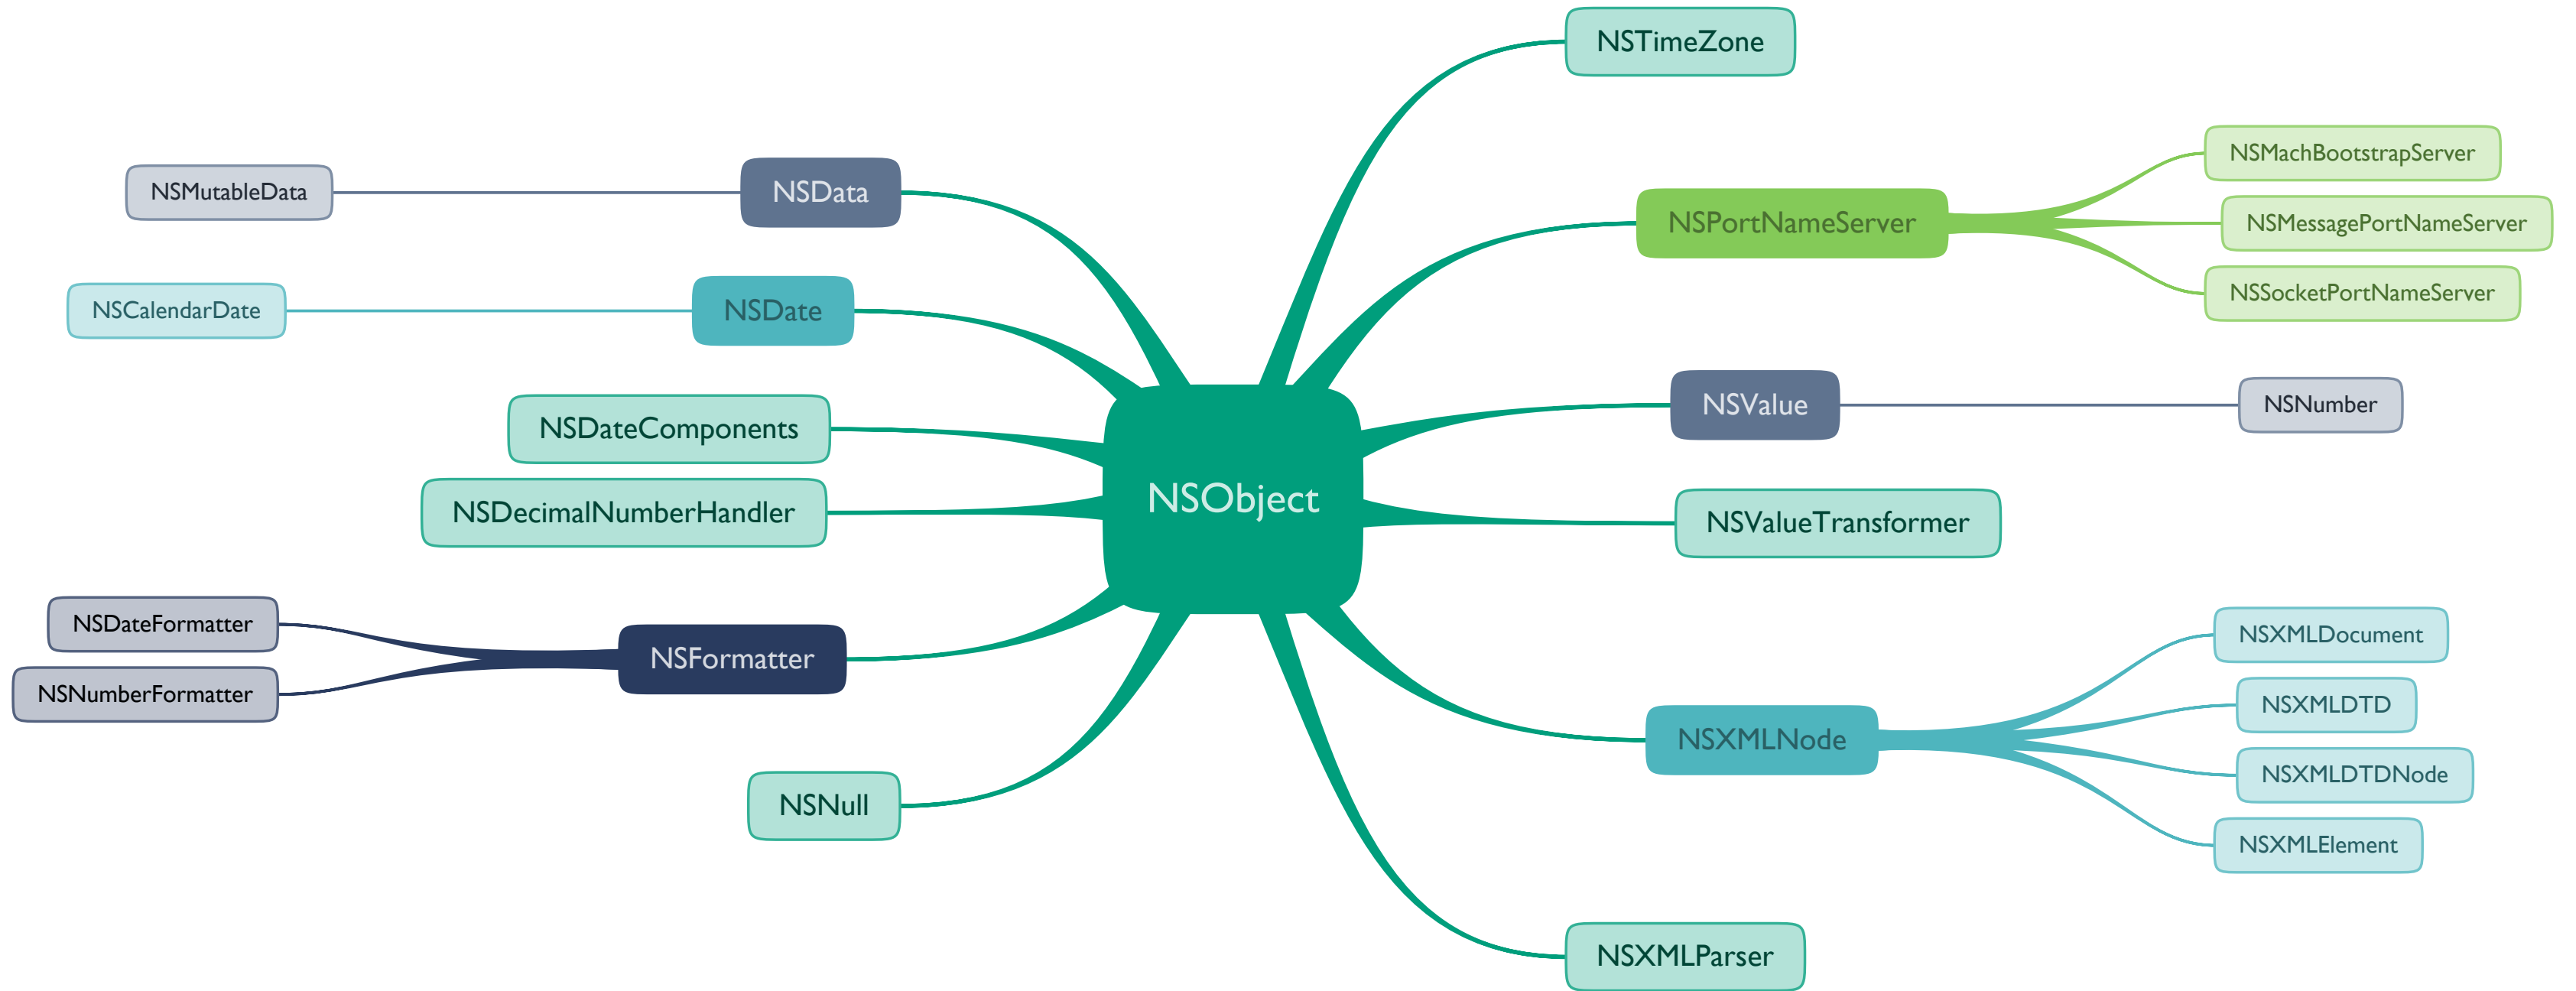 NSTimeZone
NSMachBootstrapServer
NSMutableData
NSData
NSPortNameServer
NSMessagePortNameServer
NSSocketPortNameServer
NSCalendarDate
NSDate
NSValue
NSNumber
NSDateComponents
NSObject
NSDecimalNumberHandler
NSValueTransformer
NSDateFormatter
NSFormatter
NSNumberFormatter
NSXMLDocument
NSXMLDTD
NSXMLNode
NSXMLDTDNode
NSXMLElement
NSNull
NSXMLParser